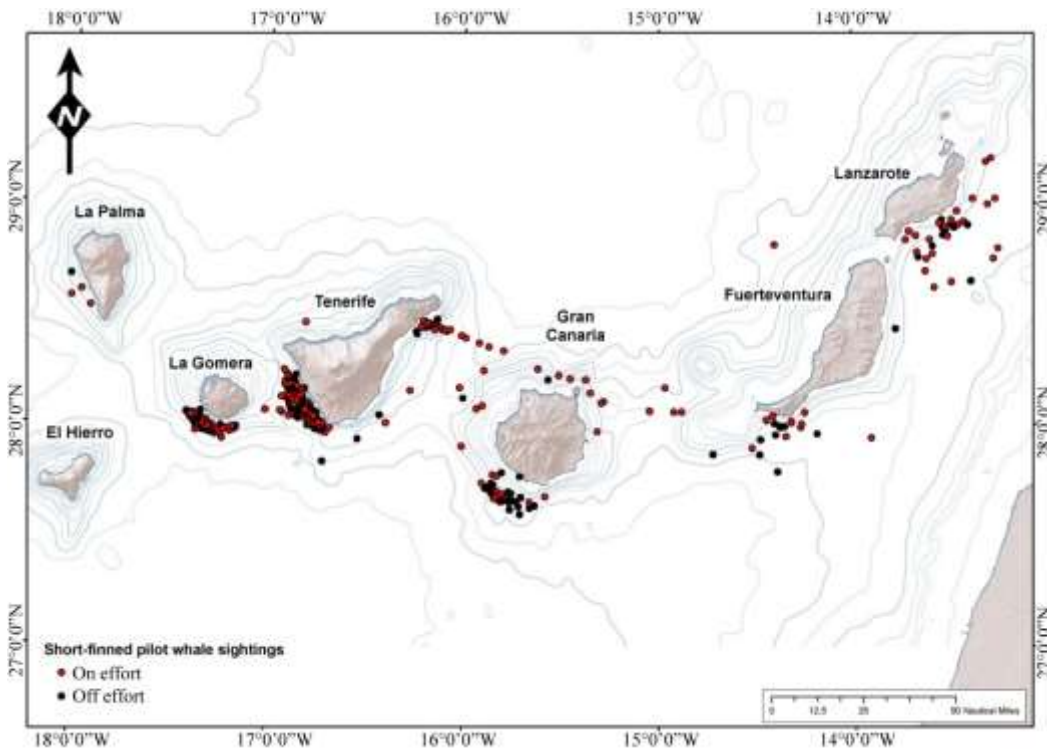 18°0'0"W 17°0'0"W 16°0'0"W 15°0'0"W 14°0'0"W
N
29°0'0"N 29°0'0"N
Lanzarote
La Palma
Fuerteventura
Tenerife
Gran
Canaria
La Gomera
28°0'0"N 28°0'0"N
El Hierro
27°0'0"N 27°0'0"N
Short-finned pilot whale sightings
On effort
Off effort
0 12.5 25 50 Nautical Miles
18°0'0"W 17°0'0"W 16°0'0"W 15°0'0"W 14°0'0"W